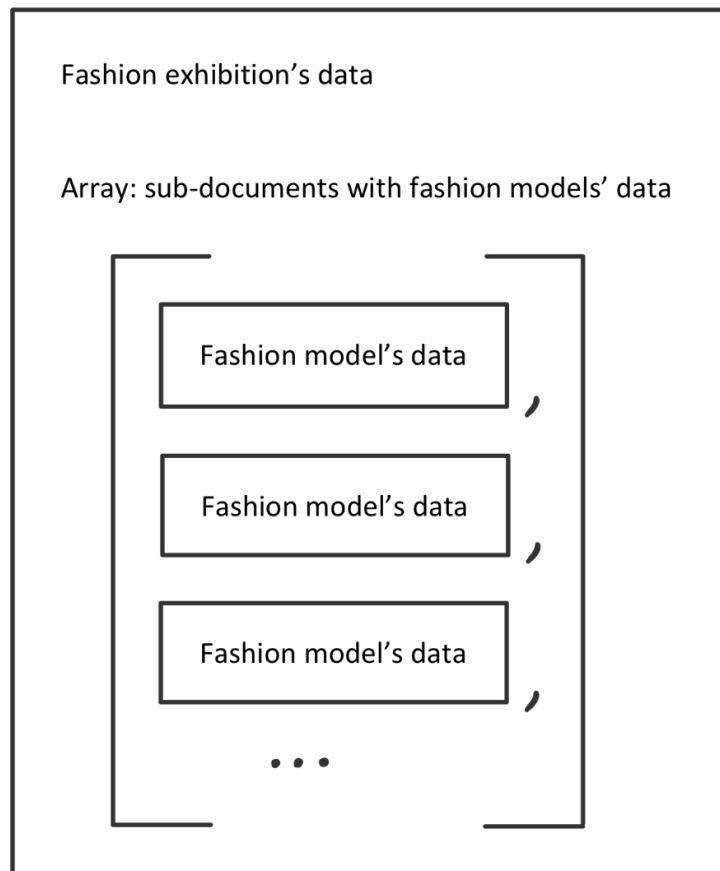 Fashion exhibition’s data
Array: sub-documents with fashion models’ data
Fashion model’s data
,
Fashion model’s data
,
Fashion model’s data
,
...